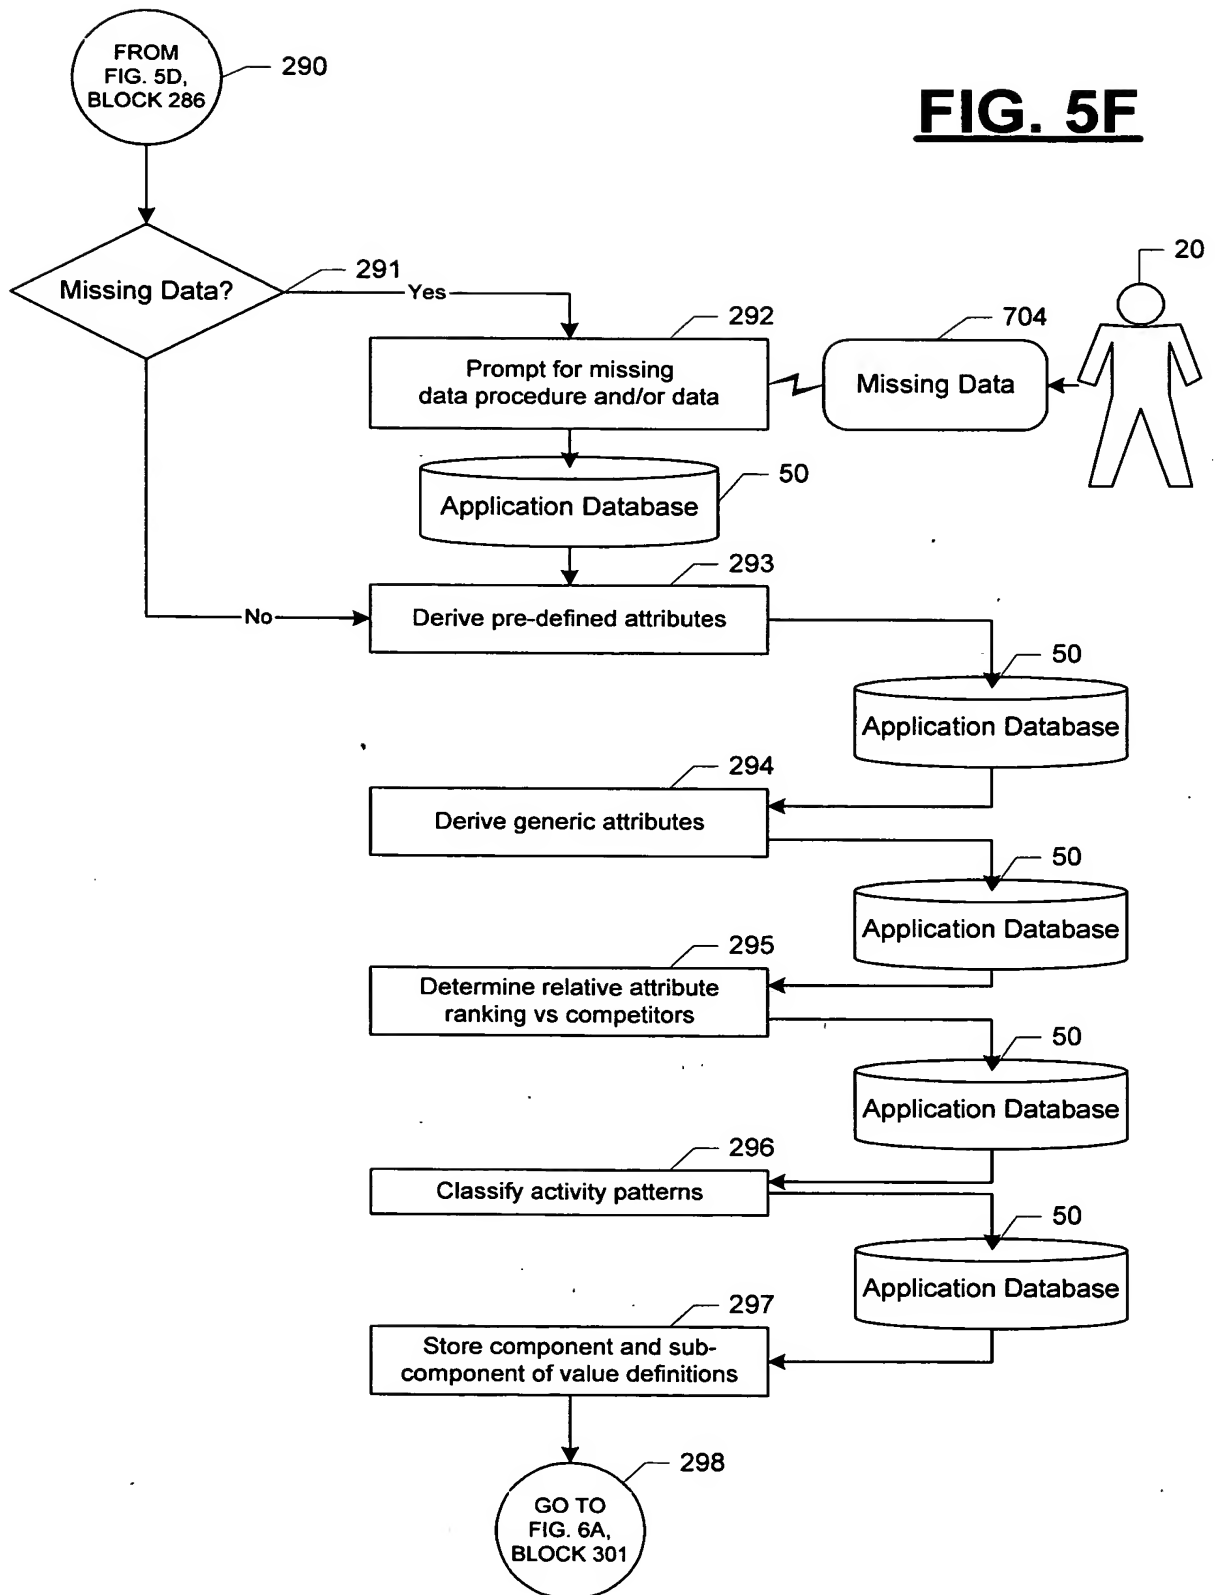 FROM
FIG. 5D,
BLOCK 286
290
FIG. 5F
Missing Data?
291
Yes
292
Prompt for missing
data procedure and/or data
704
Missing Data
20
50
Application Database
293
No
Derive pre-defined attributes
50
Application Database
294
Derive generic attributes
50
Application Database
295
Determine relative attribute
ranking vs competitors
50
Application Database
296
Classify activity patterns
50
Application Database
297
Store component and sub-
component of value definitions
298
GO TO
FIG. 6A,
BLOCK 301